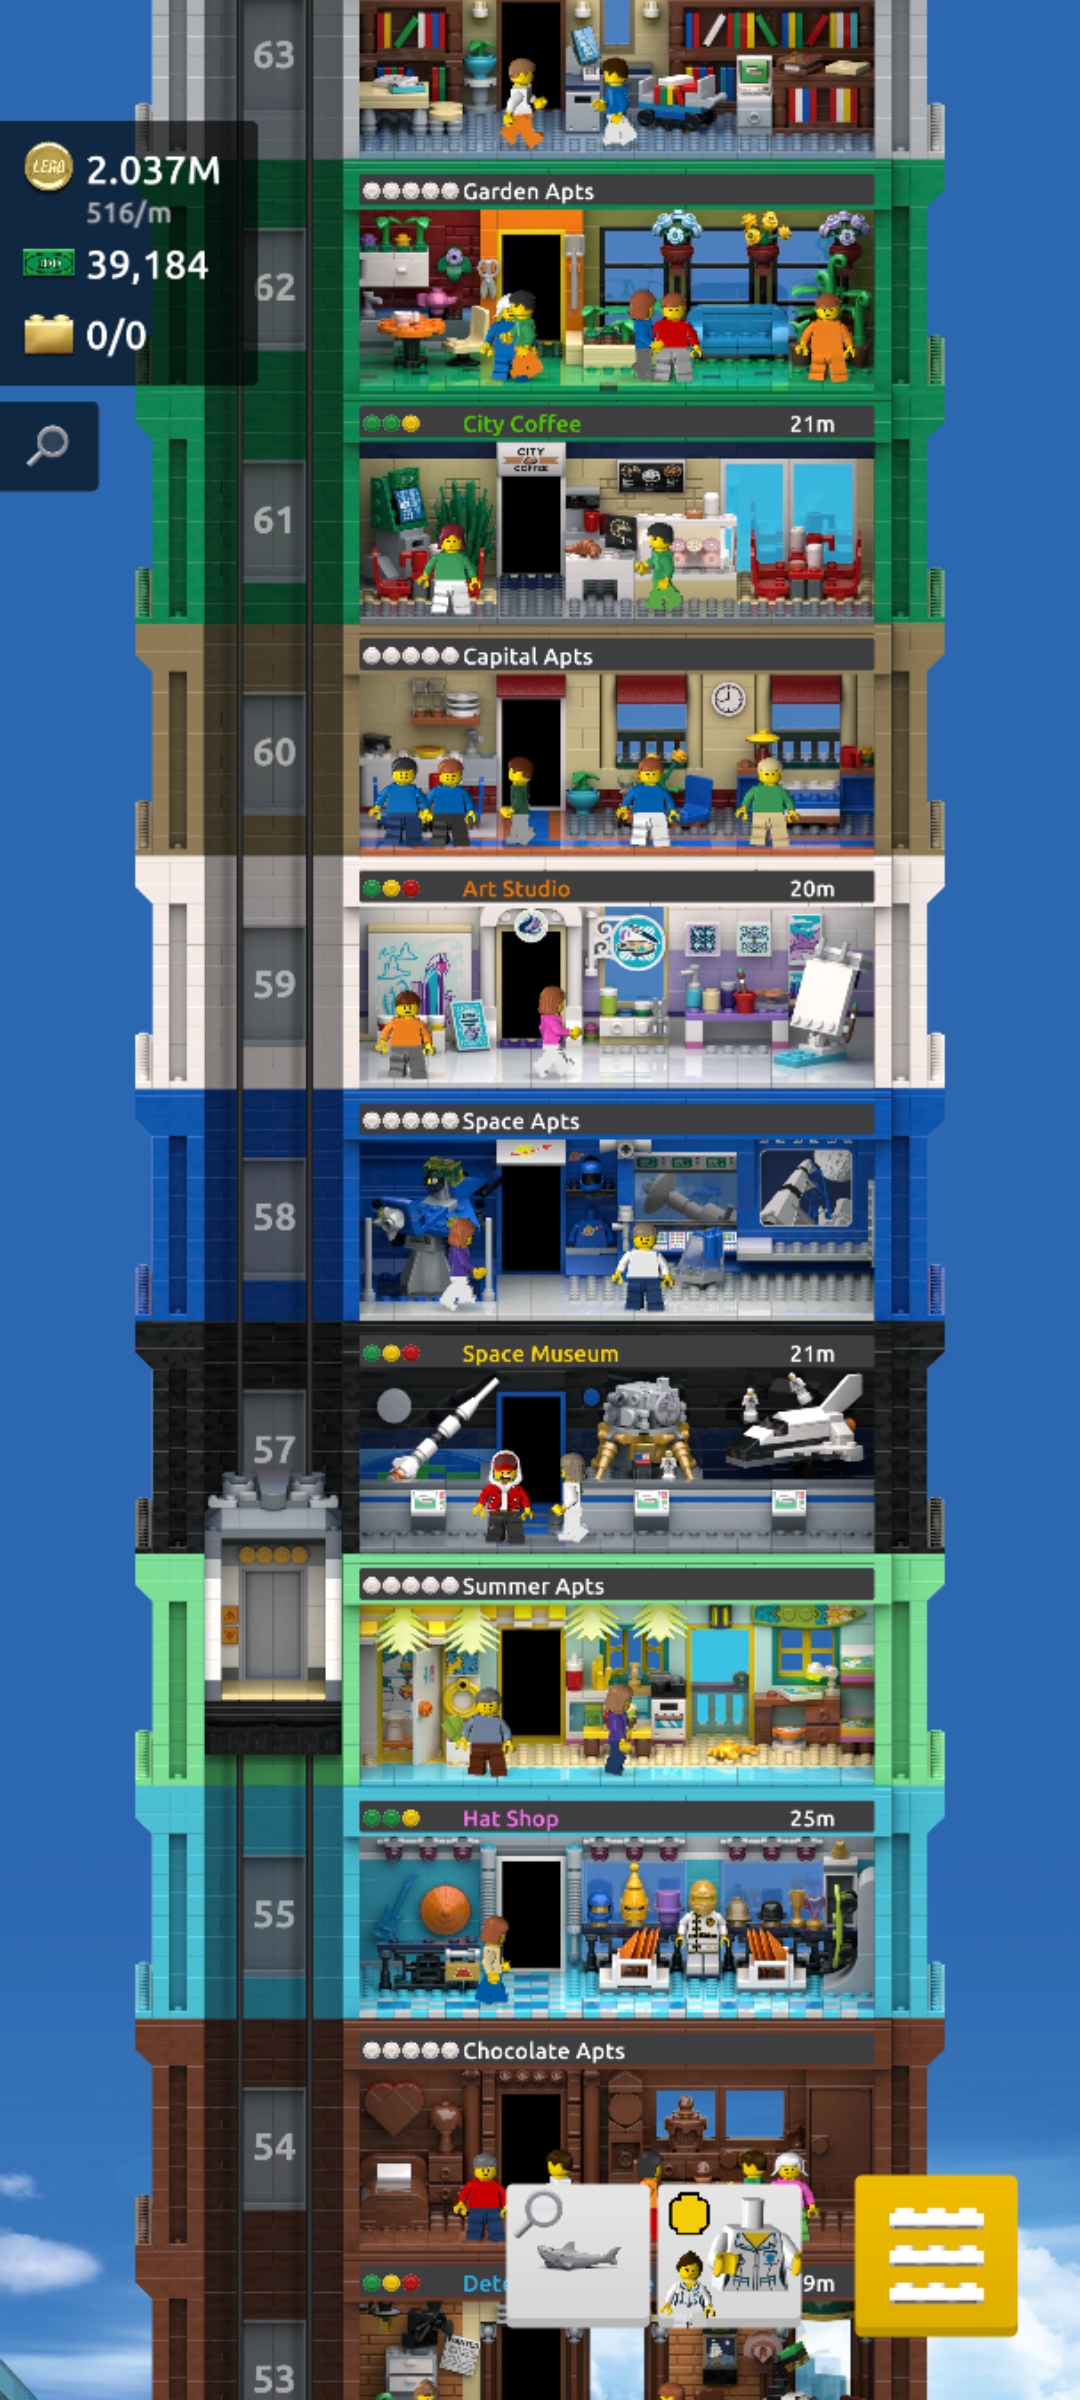 63
2.037M
516/m
39,184
0/0
Garden Apts
62
City Coffee 21m
CITY
COFFEE
61
Capital Apts
60
Art Studio 20m
59
Space Apts
58
Space Museum 21m
57
Summer Apts
Hat Shop 25m
55
Chocolate Apts
54
9m
53